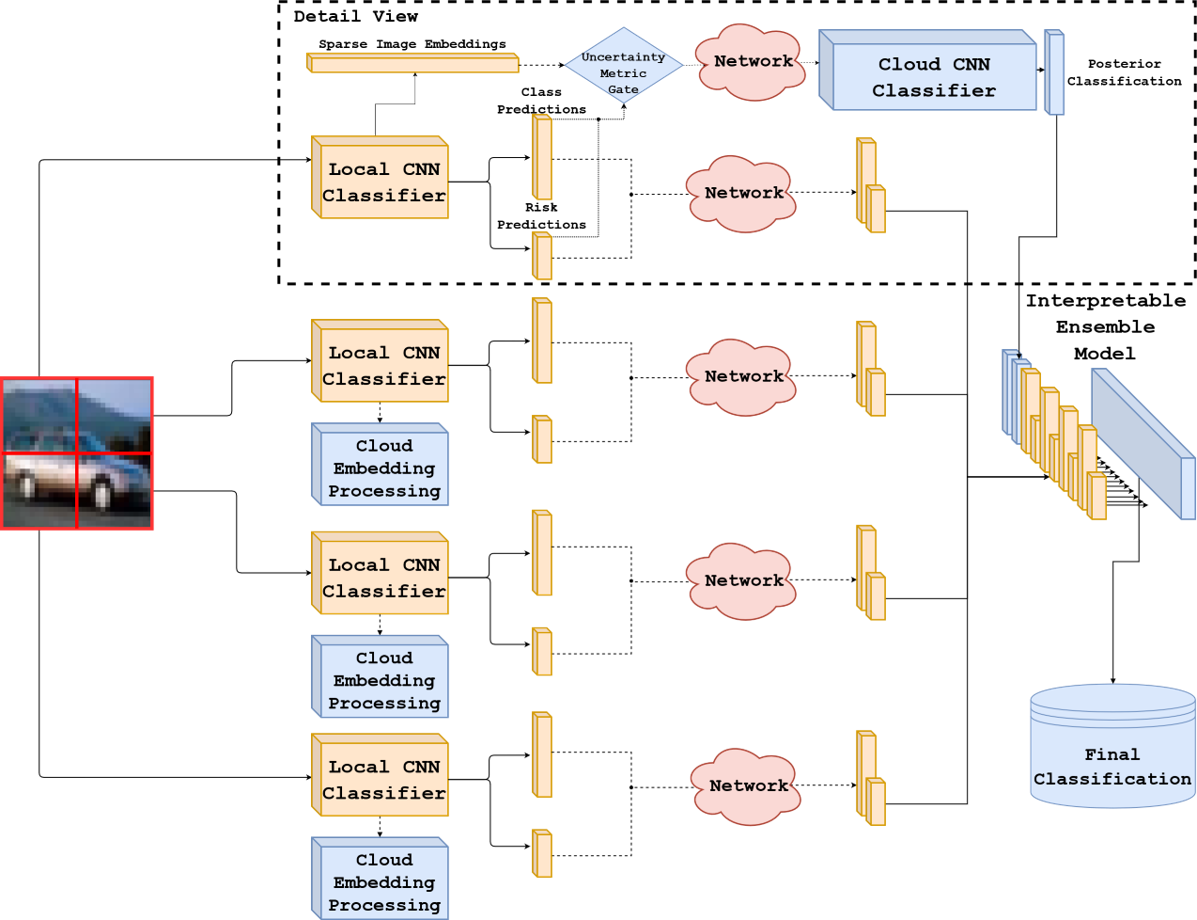 Detail View
Sparse Image Embeddings
Uncertainty
Metric
Gate
Network
Cloud CNN
Classifier
Posterior
Classification
Class
Predictions
Local CNN
Classifier
Network
Risk
Predictions
Interpretable
Ensemble
Model
Local CNN
Classifier
Network
Cloud
Embedding
Processing
Local CNN
Classifier
Network
Cloud
Embedding
Processing
Local CNN
Classifier
Network
Final
Classification
Cloud
Embedding
Processing